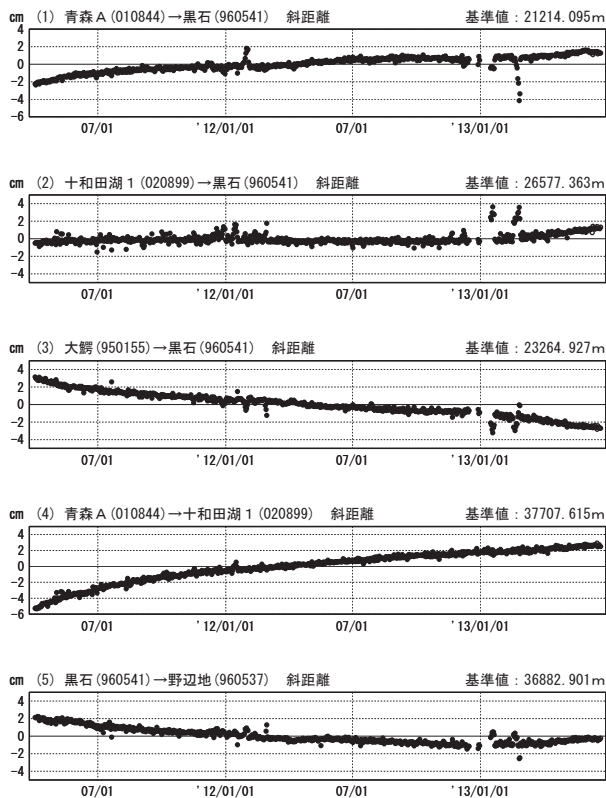 cm (1) 青森A(010844)→黒石(960541) 斜距離 基準値:21214.095m
4
2
0
-2
-4
-6
07/01 '12/01/01 07/01 '13/01/01
cm (2) 十和田湖1(020899)→黒石(960541) 斜距離 基準値:26577.363m
4
2
0
-2
-4
07/01 '12/01/01 07/01 '13/01/01
cm (3) 大鰐(950155)→黒石(960541) 斜距離 基準値:23264.927m
4
2
0
-2
-4
07/01 '12/01/01 07/01 '13/01/01
cm (4) 青森A(010844)→十和田湖1(020899) 斜距離 基準値:37707.615m
4
2
0
-2
-4
-6
07/01 '12/01/01 07/01 '13/01/01
cm (5) 黒石(960541)→野辺地(960537) 斜距離 基準値:36882.901m
4
2
0
-2
-4
07/01 '12/01/01 07/01 '13/01/01